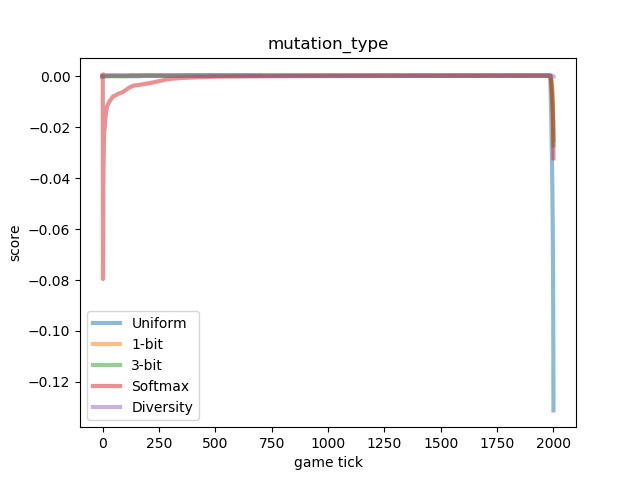 mutation_type
0.00
−0.02
−0.04
−0.06
−0.08
−0.10
−0.12
score
Uniform
1-bit
3-bit
Softmax
Diversity
0 250 500 750 1000 1250 1500 1750 2000
game tick